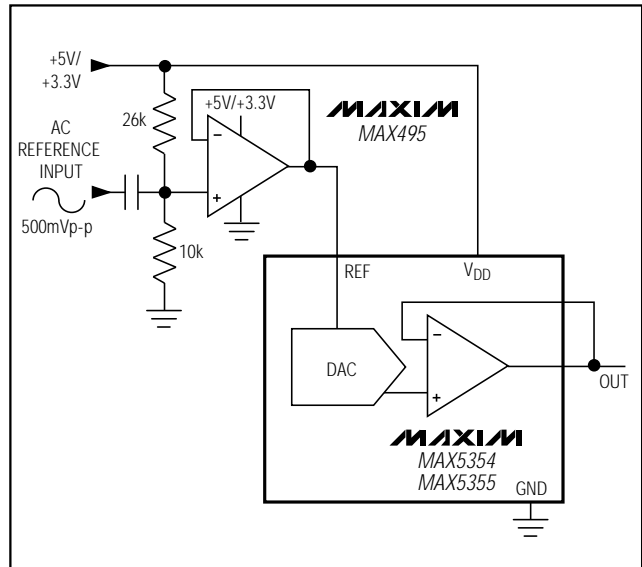 +5V/
+3.3V
26k
+5V/+3.3V
MAXIM
MAX495
AC
REFERENCE
INPUT
500mVp-p
−
+
10k
REF
VDD
DAC
−
+
OUT
MAXIM
MAX5354
MAX5355
GND